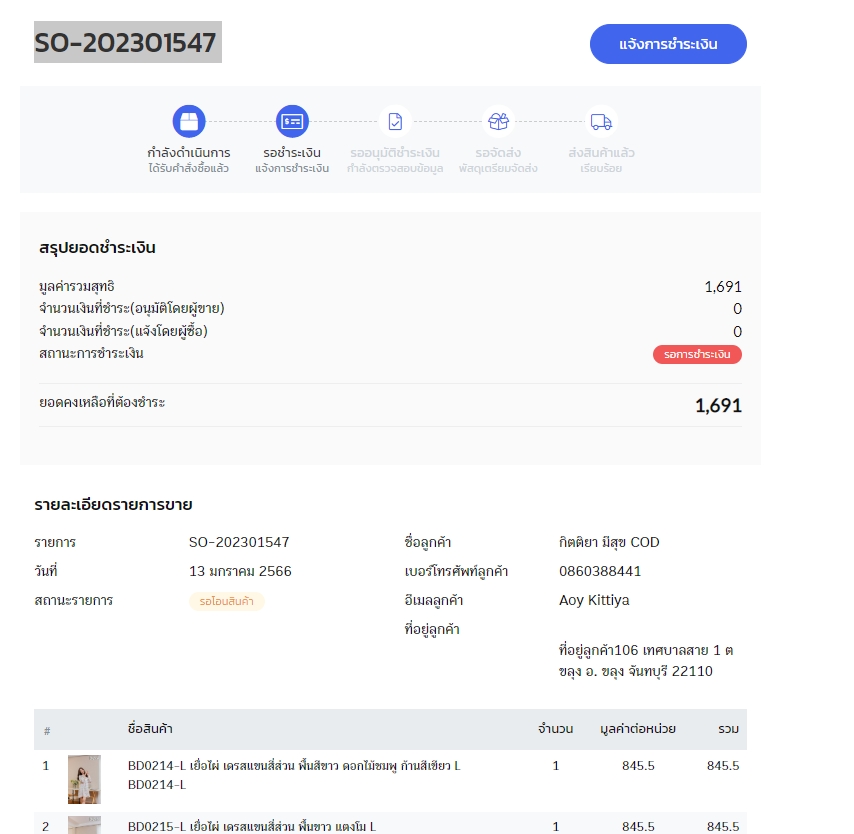 SO-202301547
แจ้งการชำระเงิน
กำลังดำเนินการ รอชำระเงิน รออนุมัติชำระเงิน รอจัดส่ง ส่งสินค้าแล้ว
ได้รับคำสั่งซื้อแล้ว แจ้งการชำระเงิน กำลังตรวจสอบข้อมูล พัสดุเตรียมจัดส่ง เรียบร้อย
สรุปยอดชำระเงิน
มูลค่ารวมสุทธิ 1,691
จำนวนเงินที่ชำระ(อนุมัติโดยผู้ขาย) 0
จำนวนเงินที่ชำระ(แจ้งโดยผู้ซื้อ) 0
สถานะการชำระเงิน รอการชำระเงิน
ยอดคงเหลือที่ต้องชำระ 1,691
รายละเอียดรายการขาย
รายการ SO-202301547 ชื่อลูกค้า กิตติยา มีสุข COD
วันที่ 13 มกราคม 2566 เบอร์โทรศัพท์ลูกค้า 0860388441
สถานะรายการ รอโอนสินค้า อีเมลลูกค้า Aoy Kittiya
ที่อยู่ลูกค้า
ที่อยู่ลูกค้า106 เทศบาลสาย 1 ต
ขลุง อ. ขลุง จันทบุรี 22110
# ชื่อสินค้า จำนวน มูลค่าต่อหน่วย รวม
1 BD0214-L เยื่อไผ่ เดรสแขนสี่ส่วน พื้นสีขาว ดอกไม้ชมพู ก้านสีเขียว L 1 845.5 845.5
BD0214-L
2 BD0215-L เยื่อไผ่ เดรสแขนสี่ส่วน พื้นขาว แตงโม L 1 845.5 845.5